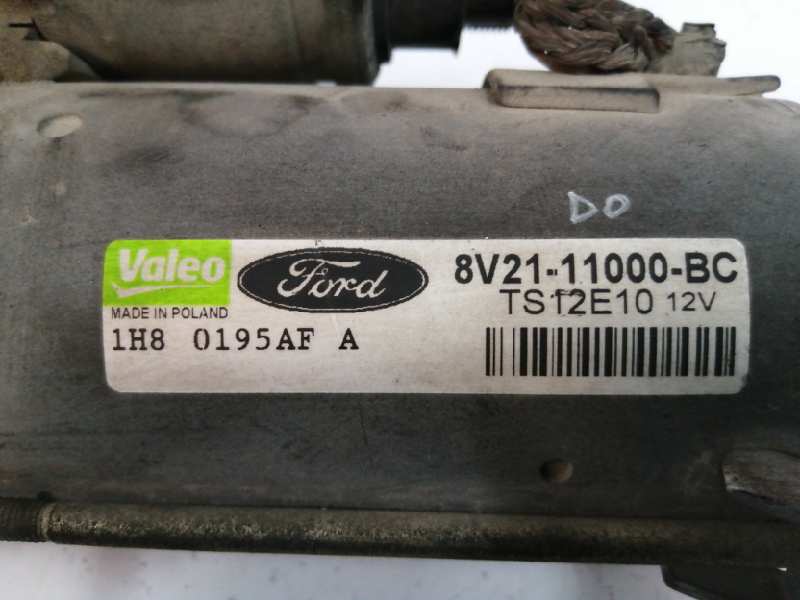 DO
Valeo
Ford
8V21-11000-BC
TS12E10 12V
MADE IN POLAND
1H8 0195AF A